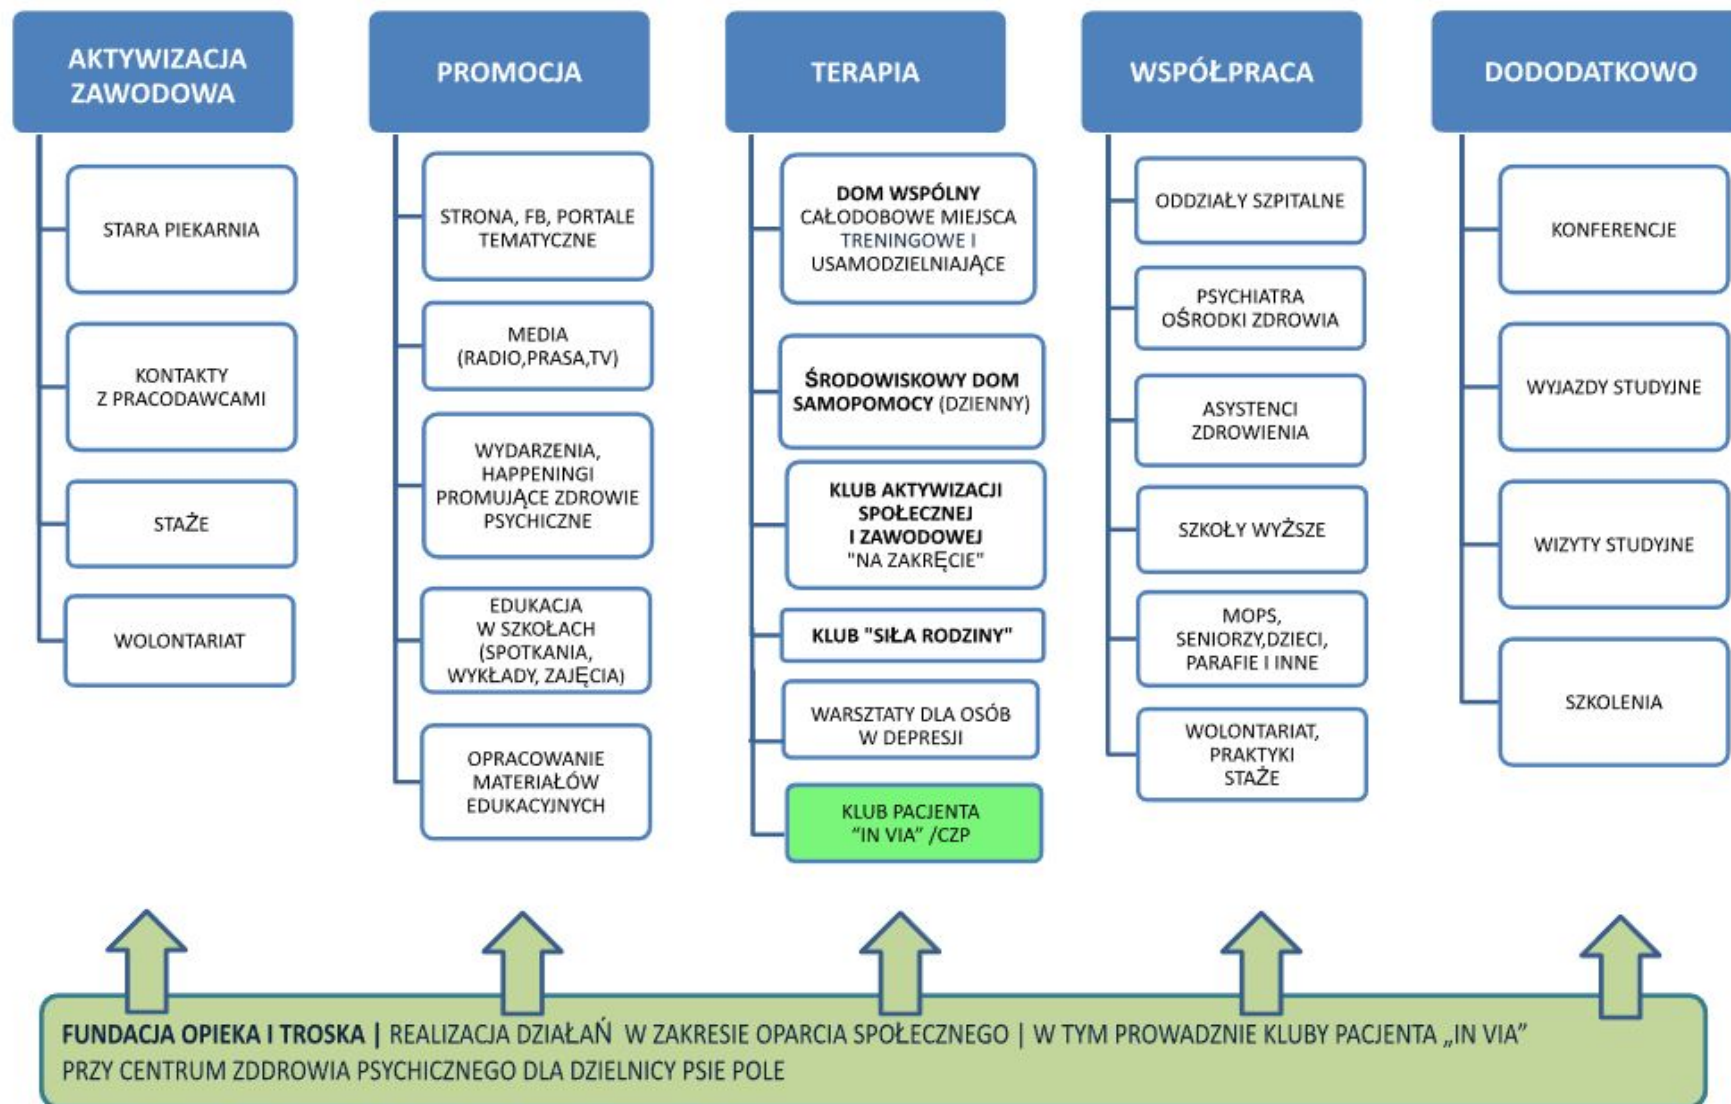 AKTYWIZACJA
ZAWODOWA
STARA PIEKARNIA
KONTAKTY
Z PRACODAWCAMI
STAŻE
WOLONTARIAT
PROMOCJA
STRONA, FB, PORTALE
TEMATYCZNE
MEDIA
(RADIO,PRASA,TV)
WYDARZENIA,
HAPPENINGI
PROMUJĄCE ZDROWIE
PSYCHICZNE
EDUKACJA
W SZKOŁACH
(SPOTKANIA,
WYKŁADY, ZAJĘCIA)
OPRACOWANIE
MATERIAŁÓW
EDUKACYJNYCH
TERAPIA
DOM WSPÓLNY
CAŁODOBOWE MIEJSCA
TRENINGOWE I
USAMODZIELNIAJĄCE
ŚRODOWISKOWY DOM
SAMOPOMOCY (DZIENNY)
KLUB AKTYWIZACJI
SPOŁECZNEJ
I ZAWODOWEJ
"NA ZAKRĘCIE"
KLUB "SIŁA RODZINY"
WARSZTATY DLA OSÓB
W DEPRESJI
KLUB PACJENTA
"IN VIA" /CZP
WSPÓŁPRACA
ODDZIAŁY SZPITALNE
PSYCHIATRA
OŚRODKI ZDROWIA
ASYSTENCI
ZDROWIENIA
SZKOŁY WYŻSZE
MOPS,
SENIORZY,DZIECI,
PARAFIE I INNE
WOLONTARIAT,
PRAKTYKI
STAŻE
DODODATKOWO
KONFERENCJE
WYJAZDY STUDYJNE
WIZYTY STUDYJNE
SZKOLENIA
FUNDACJA OPIEKA I TROSKA | REALIZACJA DZIAŁAŃ W ZAKRESIE OPARCIA SPOŁECZNEGO | W TYM PROWADZNIE KLUBY PACJENTA „IN VIA”
PRZY CENTRUM ZDDROWIA PSYCHICZNEGO DLA DZIELNICY PSIE POLE